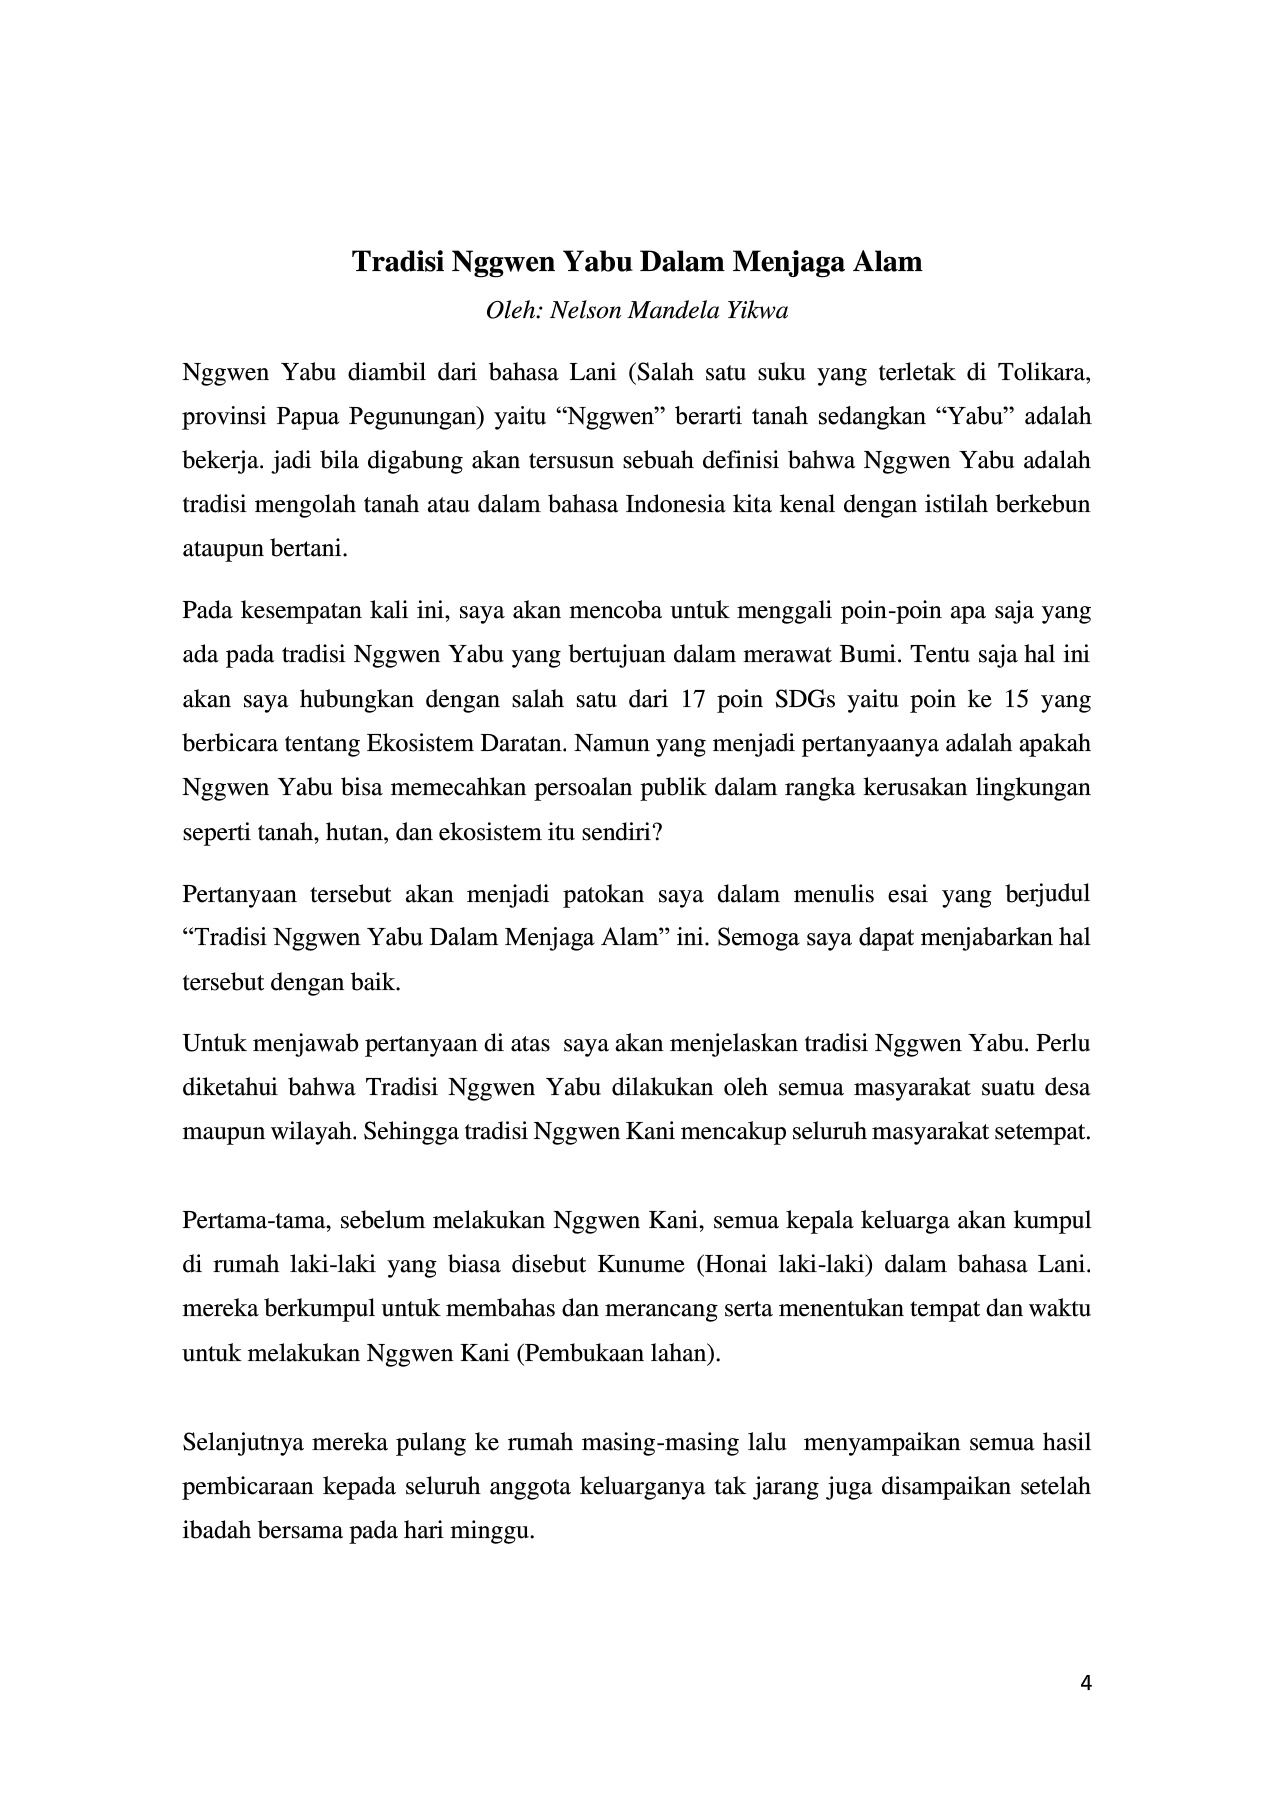 Tradisi Nggwen Yabu Dalam Menjaga Alam
Oleh: Nelson Mandela Yikwa
Nggwen Yabu diambil dari bahasa Lani (Salah satu suku yang terletak di Tolikara,
provinsi Papua Pegunungan) yaitu “Nggwen” berarti tanah sedangkan “Yabu” adalah
bekerja. jadi bila digabung akan tersusun sebuah definisi bahwa Nggwen Yabu adalah
tradisi mengolah tanah atau dalam bahasa Indonesia kita kenal dengan istilah berkebun
ataupun bertani.
Pada kesempatan kali ini, saya akan mencoba untuk menggali poin-poin apa saja yang
ada pada tradisi Nggwen Yabu yang bertujuan dalam merawat Bumi. Tentu saja hal ini
akan saya hubungkan dengan salah satu dari 17 poin SDGs yaitu poin ke 15 yang
berbicara tentang Ekosistem Daratan. Namun yang menjadi pertanyaanya adalah apakah
Nggwen Yabu bisa memecahkan persoalan publik dalam rangka kerusakan lingkungan
seperti tanah, hutan, dan ekosistem itu sendiri?
Pertanyaan tersebut akan menjadi patokan saya dalam menulis esai yang berjudul
“Tradisi Nggwen Yabu Dalam Menjaga Alam” ini. Semoga saya dapat menjabarkan hal
tersebut dengan baik.
Untuk menjawab pertanyaan di atas  saya akan menjelaskan tradisi Nggwen Yabu. Perlu
diketahui bahwa Tradisi Nggwen Yabu dilakukan oleh semua masyarakat suatu desa
maupun wilayah. Sehingga tradisi Nggwen Kani mencakup seluruh masyarakat setempat.
Pertama-tama, sebelum melakukan Nggwen Kani, semua kepala keluarga akan kumpul
di rumah laki-laki yang biasa disebut Kunume (Honai laki-laki) dalam bahasa Lani.
mereka berkumpul untuk membahas dan merancang serta menentukan tempat dan waktu
untuk melakukan Nggwen Kani (Pembukaan lahan).
Selanjutnya mereka pulang ke rumah masing-masing lalu  menyampaikan semua hasil
pembicaraan kepada seluruh anggota keluarganya tak jarang juga disampaikan setelah
ibadah bersama pada hari minggu.
4